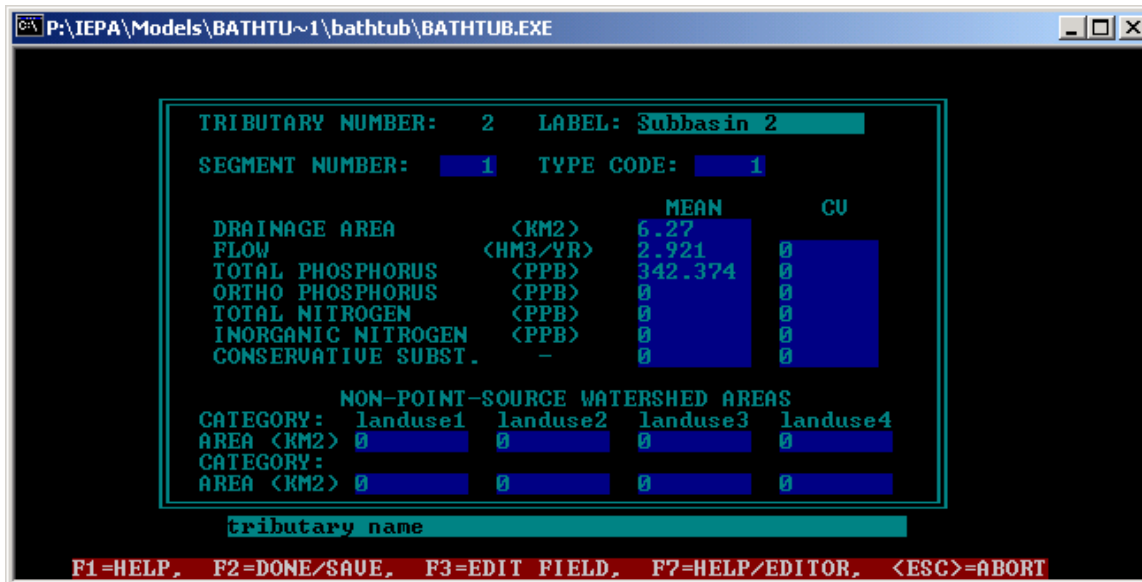 P:\IEPA\Models\BATHTU~1\bathtub\BATHTUB.EXE
TRIBUTARY NUMBER: 2 LABEL: Subbasin 2
SEGMENT NUMBER: 1 TYPE CODE: 1
MEAN CV
DRAINAGE AREA (KM2) 6.27
FLOW (HM3/YR) 2.921 0
TOTAL PHOSPHORUS (PPB) 342.374 0
ORTHO PHOSPHORUS (PPB) 0 0
TOTAL NITROGEN (PPB) 0 0
INORGANIC NITROGEN (PPB) 0 0
CONSERVATIVE SUBST. - 0 0
NON-POINT-SOURCE WATERSHED AREAS
CATEGORY: landuse1 landuse2 landuse3 landuse4
AREA (KM2) 0 0 0 0
CATEGORY:
AREA (KM2) 0 0 0 0
tributary name
F1=HELP, F2=DONE/SAVE, F3=EDIT FIELD, F7=HELP/EDITOR, <ESC>=ABORT